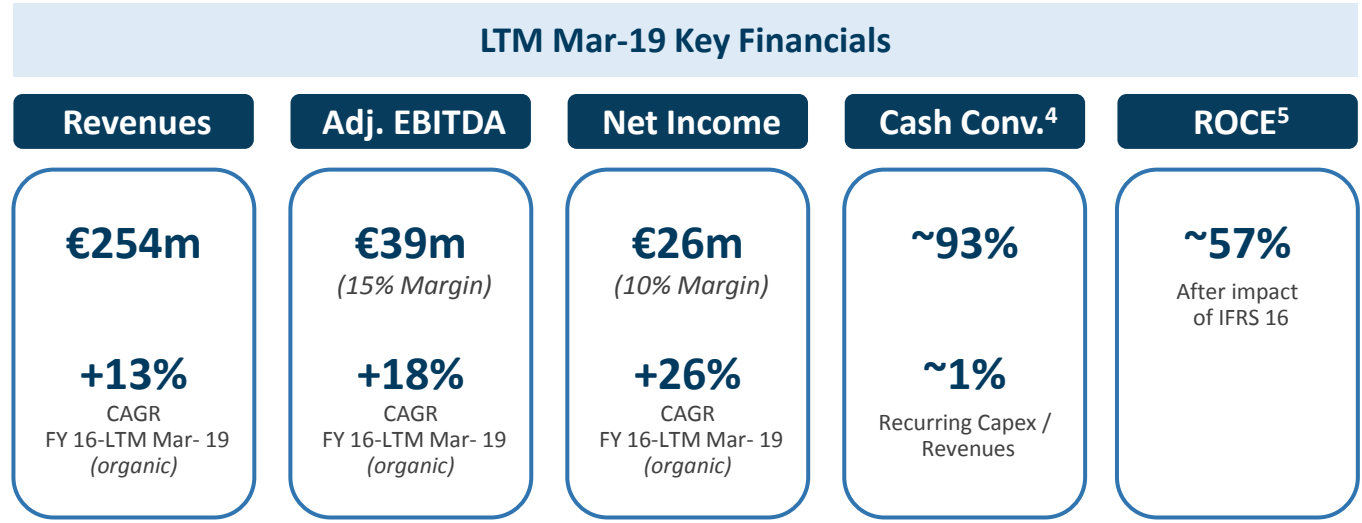 LTM Mar-19 Key Financials
Revenues
€254m
+13%
CAGR
FY 16-LTM Mar- 19
(organic)
Adj. EBITDA
€39m
(15% Margin)
+18%
CAGR
FY 16-LTM Mar- 19
(organic)
Net Income
€26m
(10% Margin)
+26%
CAGR
FY 16-LTM Mar- 19
(organic)
Cash Conv.⁴
~93%
~1%
Recurring Capex /
Revenues
ROCE⁵
~57%
After impact
of IFRS 16